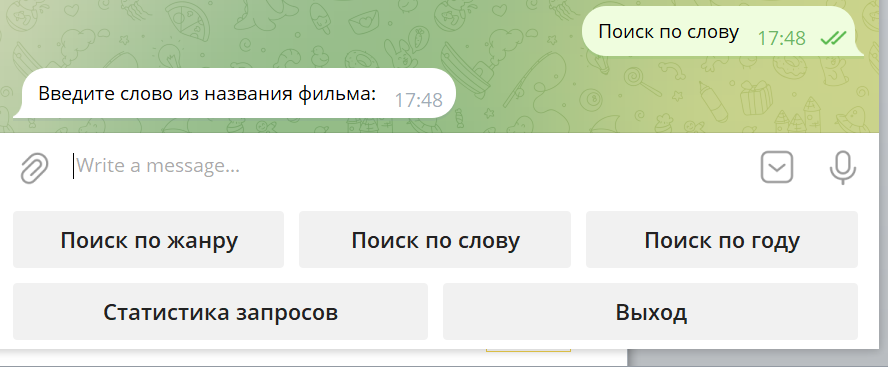 Поиск по слову 17:48
Введите слово из названия фильма: 17:48
Write a message...
Поиск по жанру Поиск по слову Поиск по году
Статистика запросов Выход